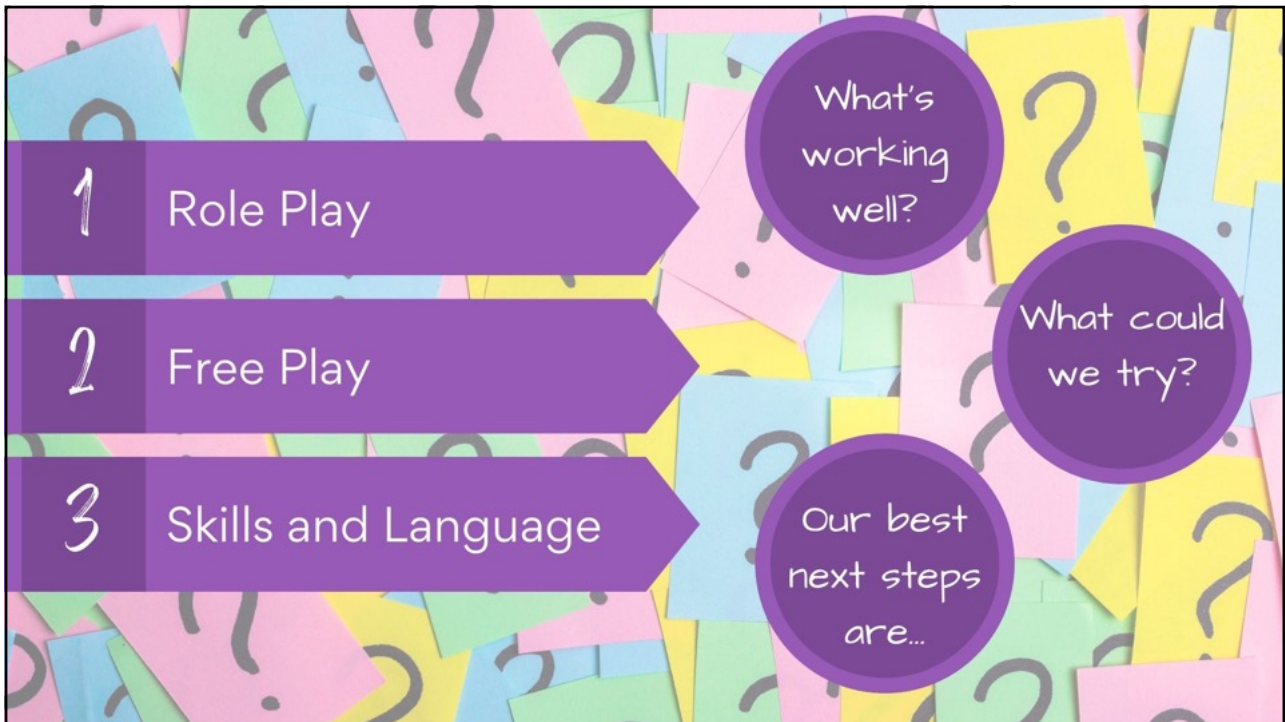 1 Role Play
2 Free Play
3 Skills and Language
What's
working
well?
What could
we try?
Our best
next steps
are...